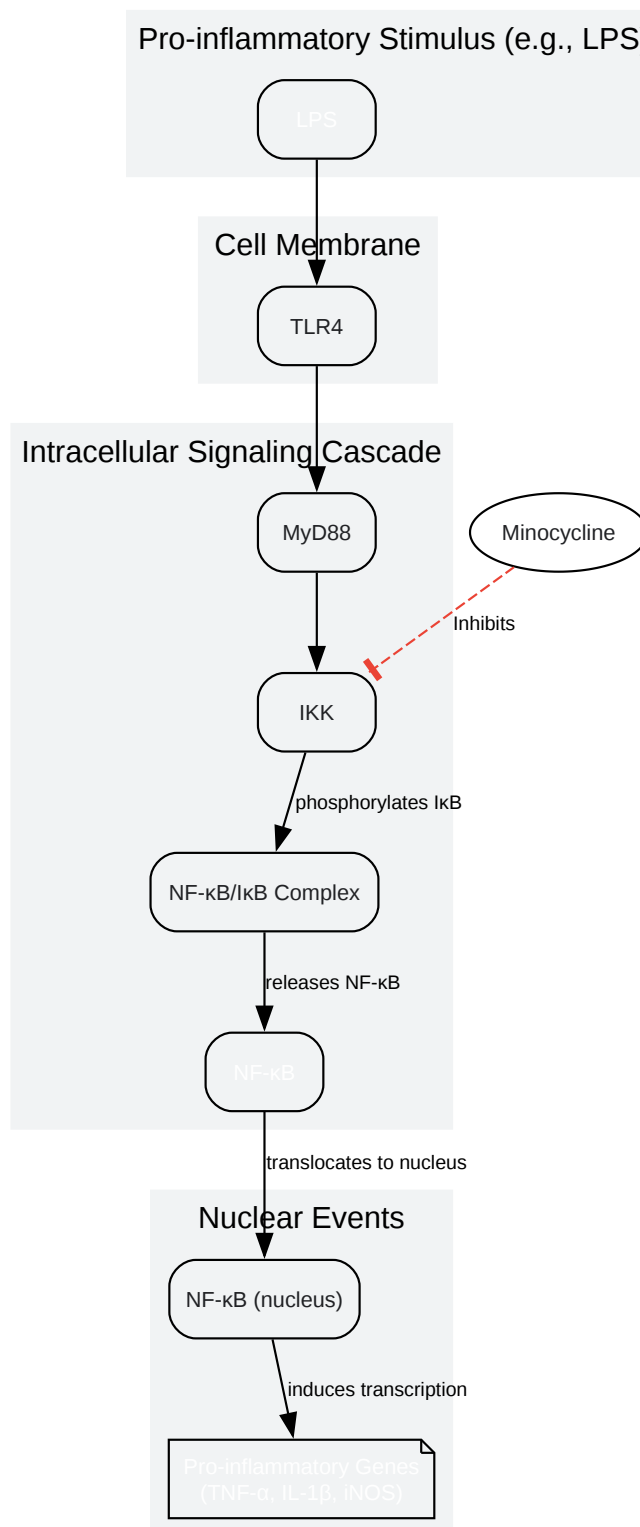 Pro-inflammatory Stimulus (e.g., LPS
LPS
Cell Membrane
TLR4
Intracellular Signaling Cascade
MyD88
Minocycline
Inhibits
IKK
phosphorylates IκB
NF-κB/IκB Complex
releases NF-κB
NF-κB
translocates to nucleus
Nuclear Events
NF-κB (nucleus)
induces transcription
Pro-inflammatory Genes
(TNF-α, IL-1β, iNOS)